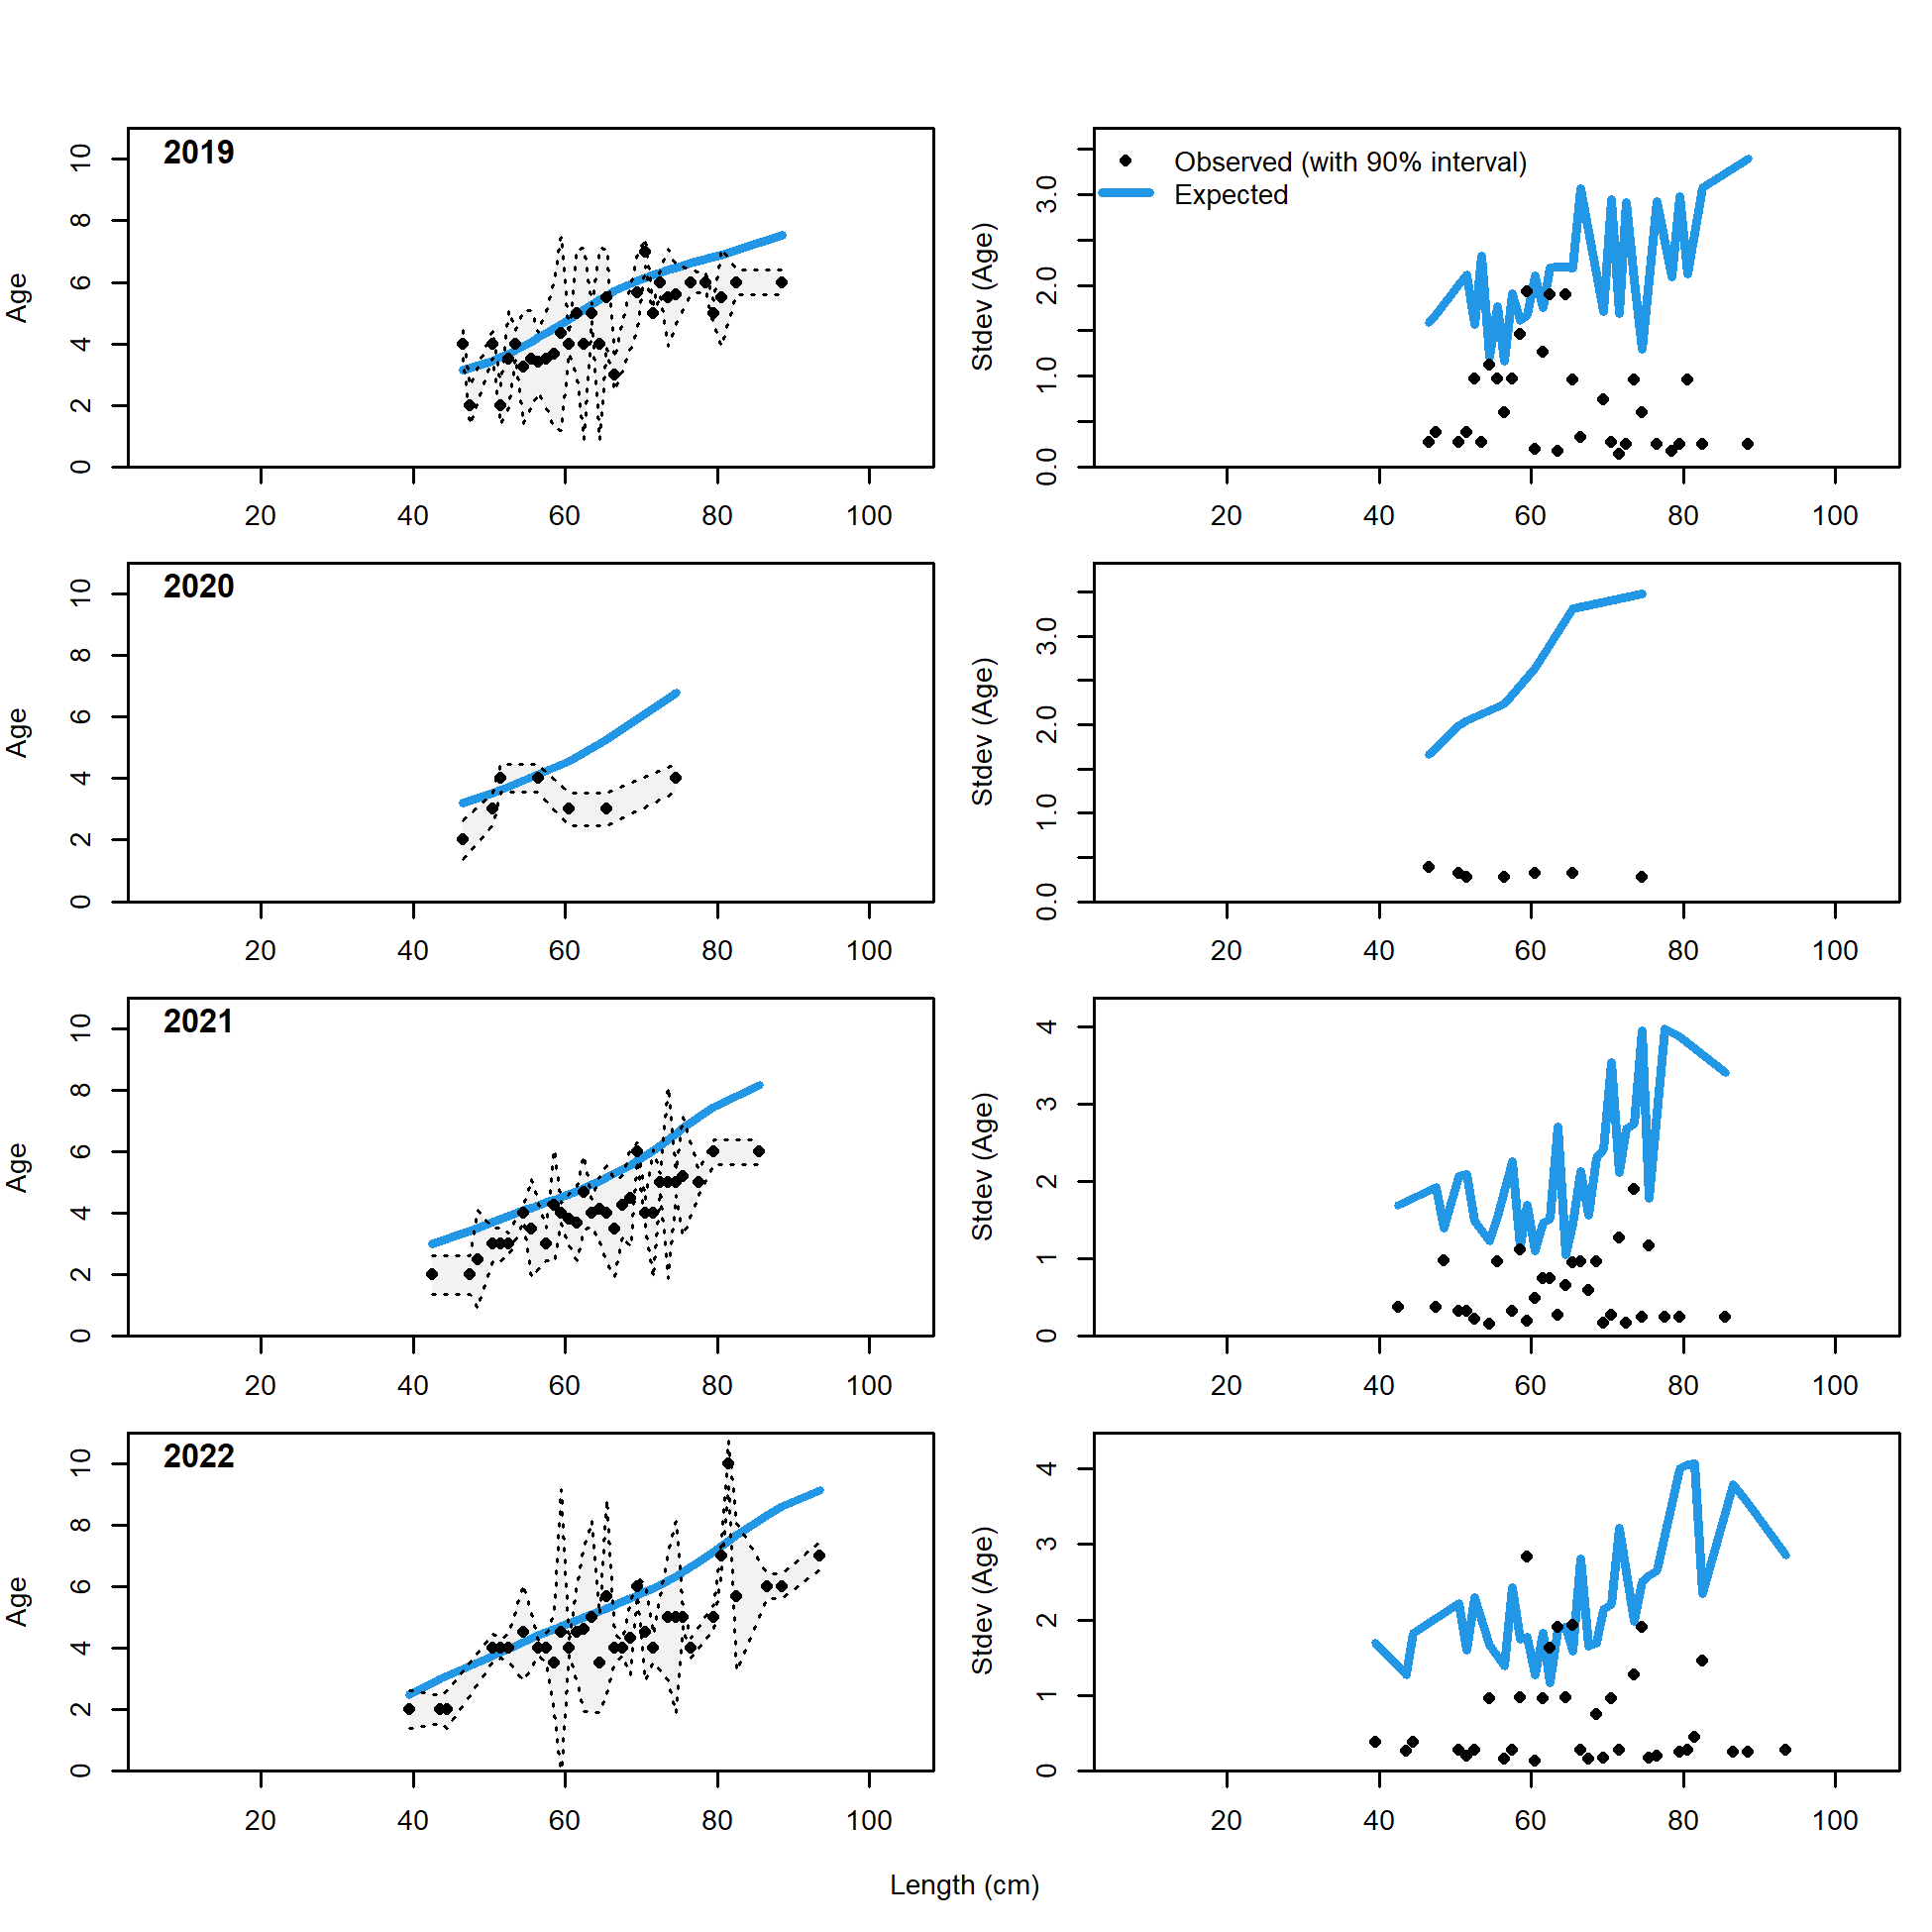 2019
Age
0 2 4 6 8 10
20 40 60 80 100
Observed (with 90% interval)
Expected
Stdev (Age)
0.0 1.0 2.0 3.0
20 40 60 80 100
2020
Age
0 2 4 6 8 10
20 40 60 80 100
Stdev (Age)
0.0 1.0 2.0 3.0
20 40 60 80 100
2021
Age
0 2 4 6 8 10
20 40 60 80 100
Stdev (Age)
0 1 2 3 4
20 40 60 80 100
2022
Age
0 2 4 6 8 10
20 40 60 80 100
Stdev (Age)
0 1 2 3 4
20 40 60 80 100
Length (cm)